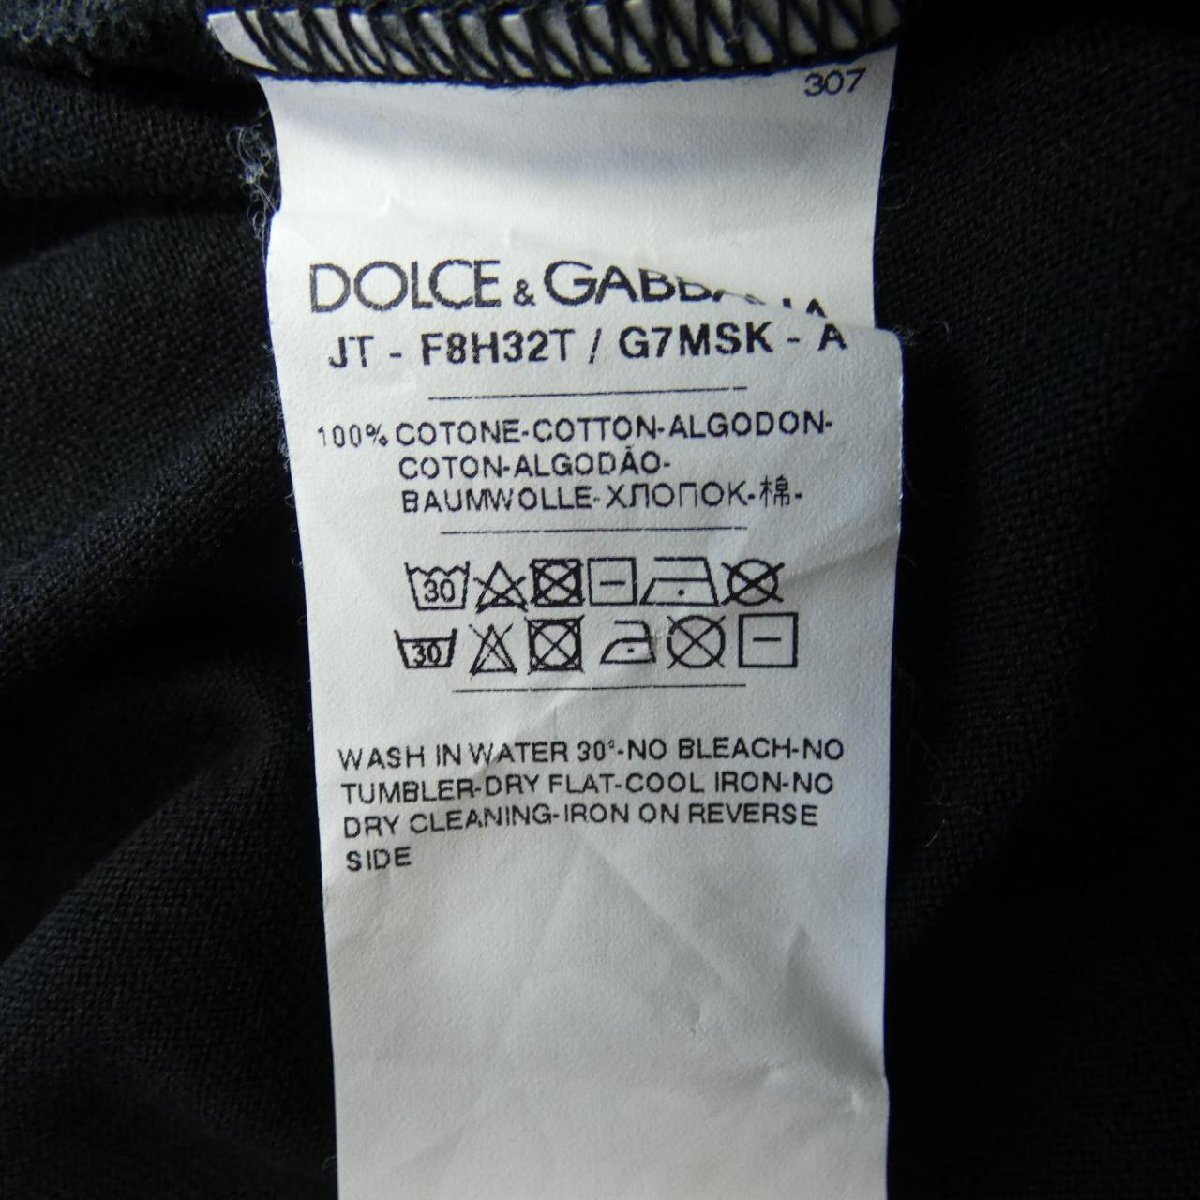 307
DOLCE & GABBANA
JT - F8H32T / G7MSK - A
100% COTONE-COTTON-ALGODON-
COTON-ALGODÃO-
BAUMWOLLE-ХЛОПОК-棉-
30
30
WASH IN WATER 30°-NO BLEACH-NO
TUMBLER-DRY FLAT-COOL IRON-NO
DRY CLEANING-IRON ON REVERSE
SIDE